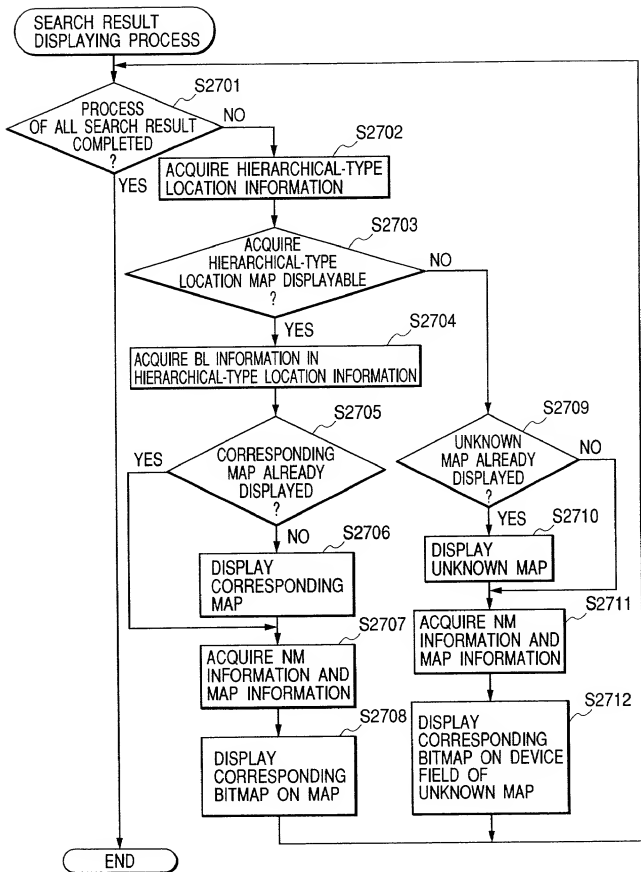 SEARCH RESULT
DISPLAYING PROCESS
S2701
PROCESS
OF ALL SEARCH RESULT
COMPLETED
?
NO
YES
S2702
ACQUIRE HIERARCHICAL-TYPE
LOCATION INFORMATION
S2703
ACQUIRE
HIERARCHICAL-TYPE
LOCATION MAP DISPLAYABLE
?
NO
YES
S2704
ACQUIRE BL INFORMATION IN
HIERARCHICAL-TYPE LOCATION INFORMATION
S2705
YES
CORRESPONDING
MAP ALREADY
DISPLAYED
?
NO
S2706
DISPLAY
CORRESPONDING
MAP
S2707
ACQUIRE NM
INFORMATION AND
MAP INFORMATION
S2708
DISPLAY
CORRESPONDING
BITMAP ON MAP
S2709
UNKNOWN
MAP ALREADY
DISPLAYED
?
NO
YES
S2710
DISPLAY
UNKNOWN MAP
S2711
ACQUIRE NM
INFORMATION AND
MAP INFORMATION
S2712
DISPLAY
CORRESPONDING
BITMAP ON DEVICE
FIELD OF
UNKNOWN MAP
END